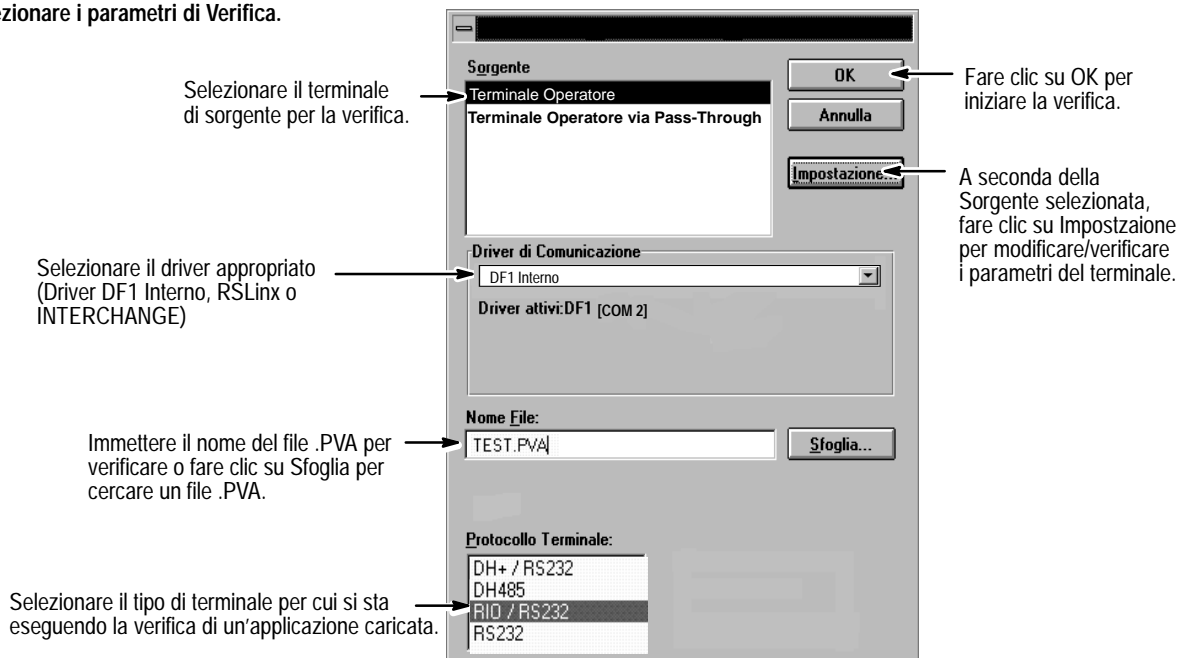 zionare i parametri di Verifica.
Selezionare il terminale
di sorgente per la verifica.
Sorgente
Terminale Operatore
Terminale Operatore via Pass-Through
OK
Annulla
Impostazione...
Fare clic su OK per
iniziare la verifica.
A seconda della
Sorgente selezionata,
fare clic su Impostzaione
per modificare/verificare
i parametri del terminale.
Selezionare il driver appropriato
(Driver DF1 Interno, RSLinx o
INTERCHANGE)
Driver di Comunicazione
DF1 Interno
Driver attivi:DF1 [COM 2]
Immettere il nome del file .PVA per
verificare o fare clic su Sfoglia per
cercare un file .PVA.
Nome File:
TEST.PVA
Sfoglia...
Selezionare il tipo di terminale per cui si sta
eseguendo la verifica di un'applicazione caricata.
Protocollo Terminale:
DH+ / RS232
DH485
RIO / RS232
RS232